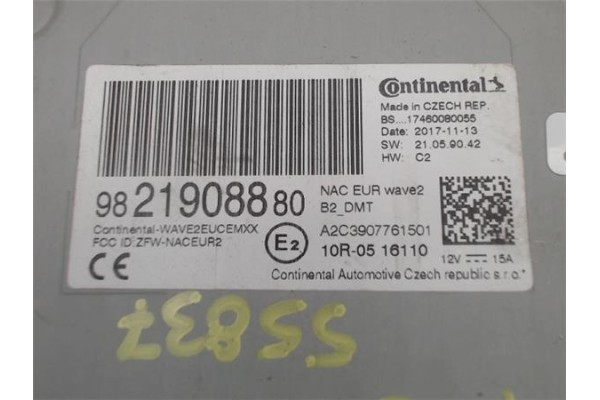 Continental
Made in CZECH REP.
BS....17460080055
Date: 2017-11-13
SW: 21.05.90.42
HW: C2
98 219088 80
NAC EUR wave2
B2_DMT
Continental-WAVE2EUCEMXX
FCC ID:ZFW-NACEUR2
E2
A2C3907761501
10R-05 16110
CE
12V 15A
Continental Automotive Czech republic s.r.o.
55837